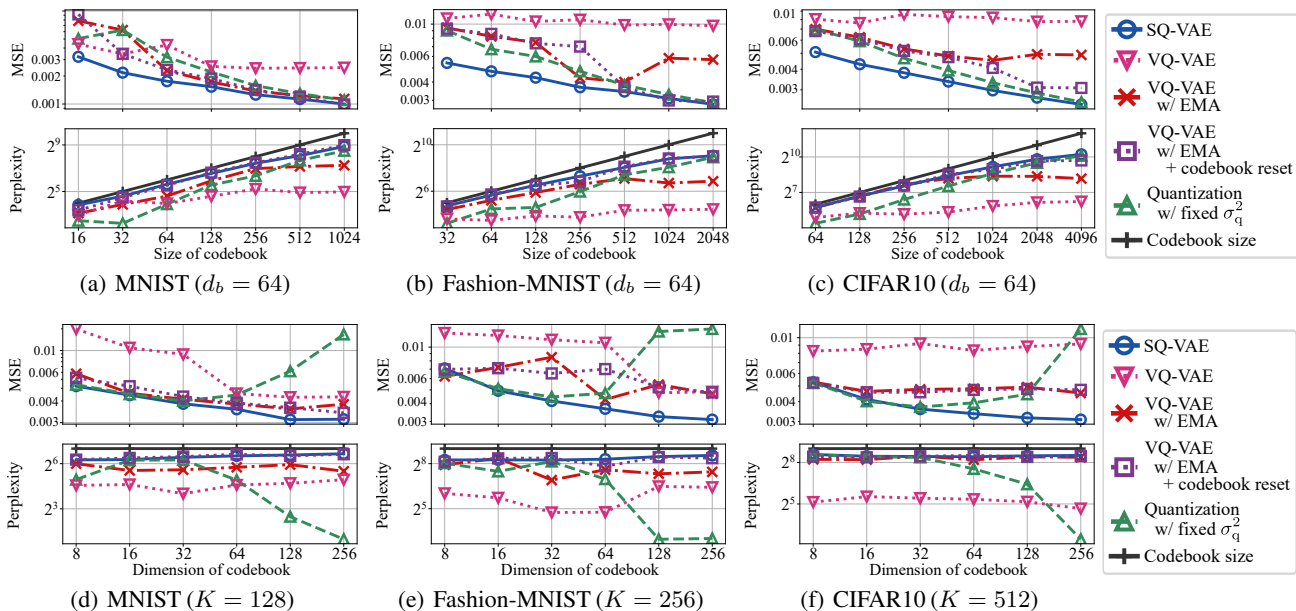 MSE
0.003
0.002
0.001
Perplexity
2^9
2^5
16 32 64 128 256 512 1024
Size of codebook
(a) MNIST (d_b = 64)
MSE
0.01
0.006
0.004
0.003
Perplexity
2^10
2^6
32 64 128 256 512 1024 2048
Size of codebook
(b) Fashion-MNIST (d_b = 64)
MSE
0.01
0.006
0.004
0.003
Perplexity
2^10
2^7
64 128 256 512 1024 2048 4096
Size of codebook
(c) CIFAR10 (d_b = 64)
SQ-VAE
VQ-VAE
VQ-VAE
w/ EMA
VQ-VAE
w/ EMA
+ codebook reset
Quantization
w/ fixed σ_q^2
Codebook size
MSE
0.01
0.006
0.004
0.003
Perplexity
2^6
2^3
8 16 32 64 128 256
Dimension of codebook
(d) MNIST (K = 128)
MSE
0.01
0.006
0.004
0.003
Perplexity
2^8
2^5
8 16 32 64 128 256
Dimension of codebook
(e) Fashion-MNIST (K = 256)
MSE
0.01
0.006
0.004
0.003
Perplexity
2^8
2^5
8 16 32 64 128 256
Dimension of codebook
(f) CIFAR10 (K = 512)
SQ-VAE
VQ-VAE
VQ-VAE
w/ EMA
VQ-VAE
w/ EMA
+ codebook reset
Quantization
w/ fixed σ_q^2
Codebook size